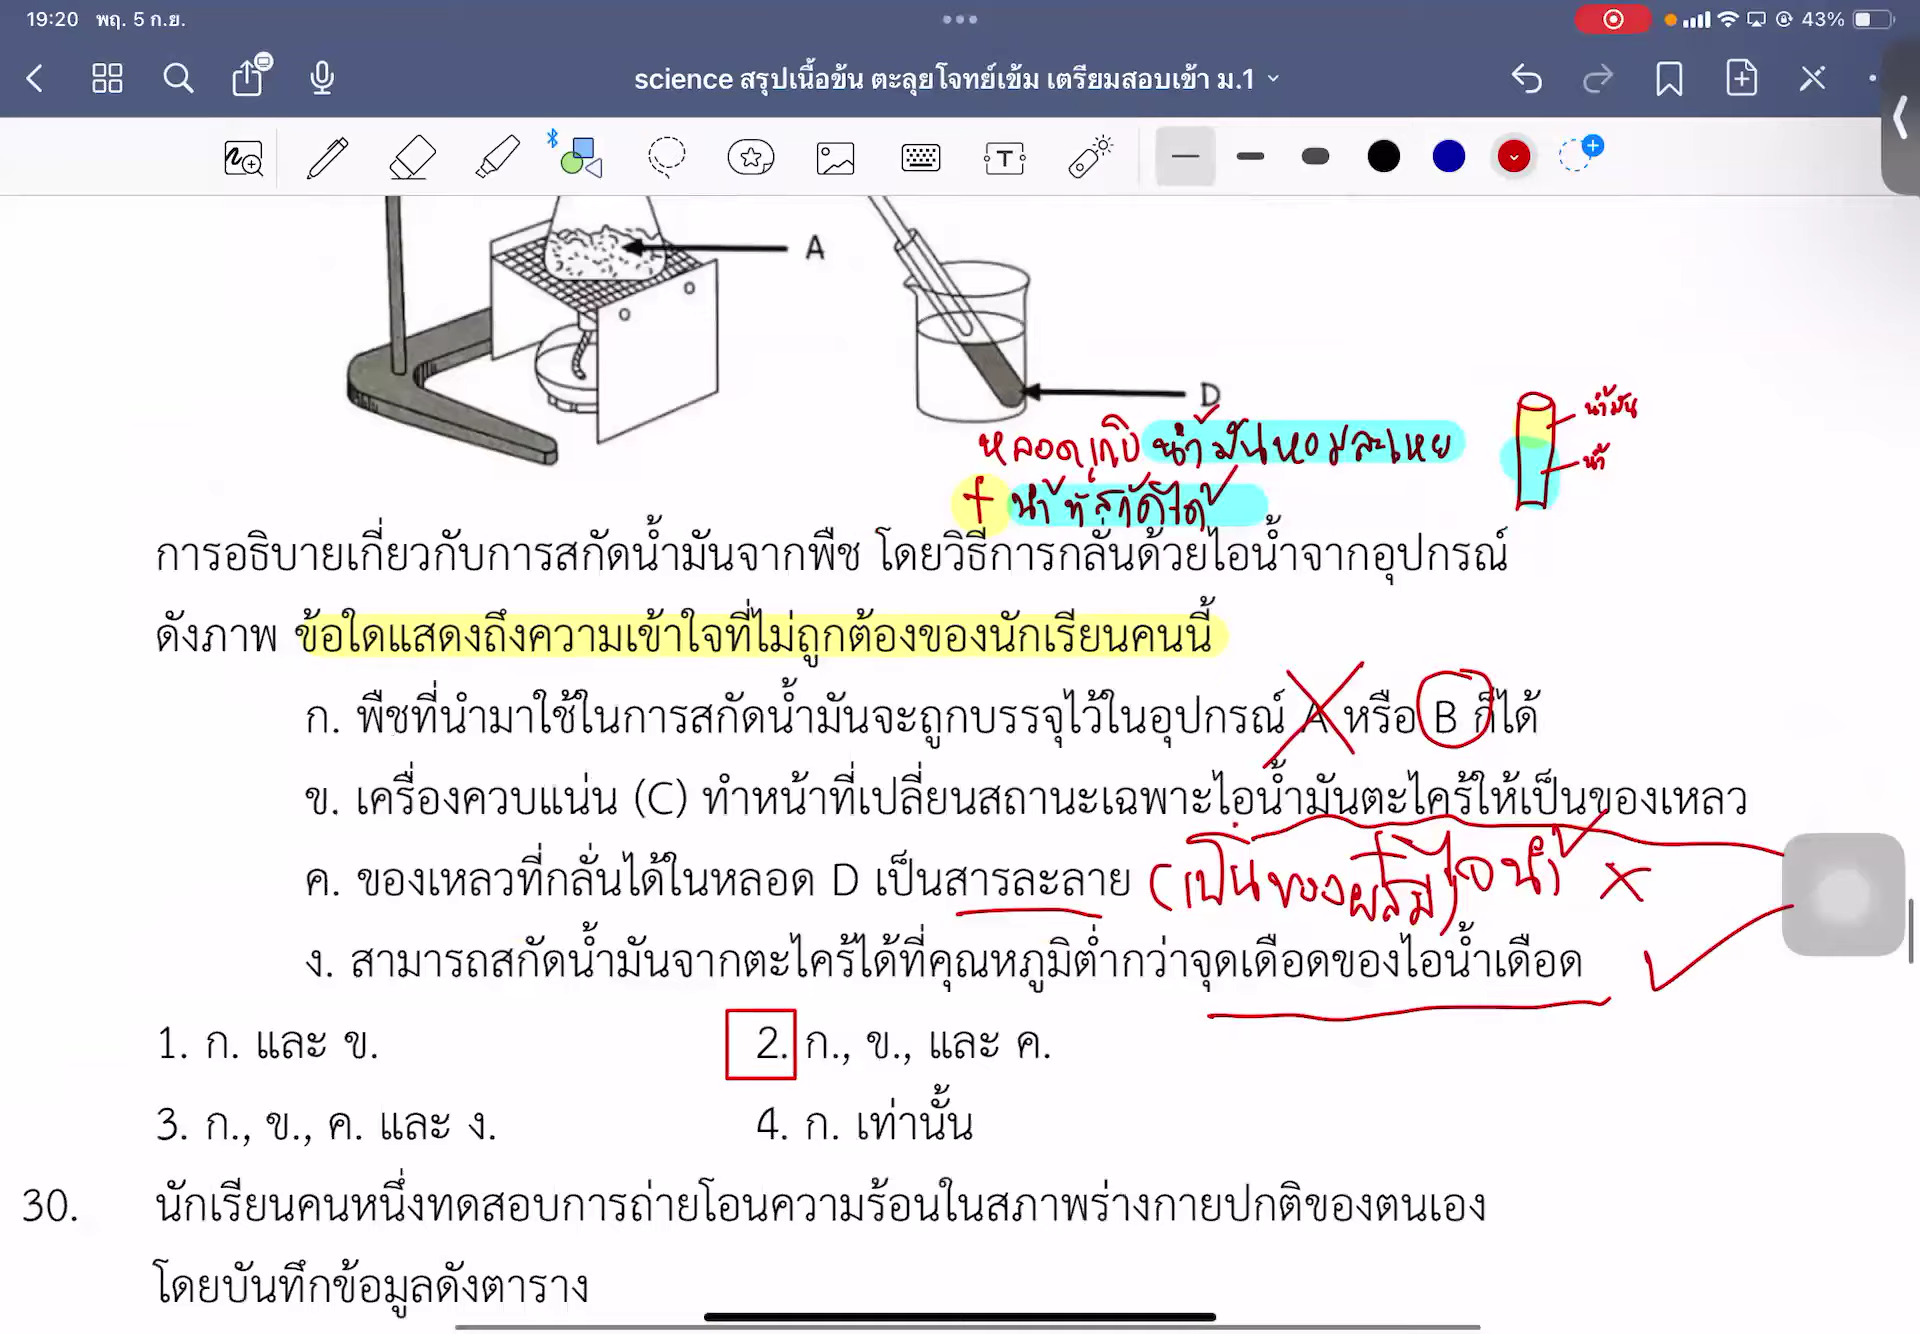 19:20 พฤ. 5 ก.ย.
43%
science สรุปเนื้อข้น ตะลุยโจทย์เข้ม เตรียมสอบเข้า ม.1
A
D
น้ำมัน
น้ำ
หลอดเก็บ น้ำมันหอมละเหย
+ น้ำที่สกัดได้
การอธิบายเกี่ยวกับการสกัดน้ำมันจากพืช โดยวิธีการกลั่นด้วยไอน้ำจากอุปกรณ์
ดังภาพ ข้อใดแสดงถึงความเข้าใจที่ไม่ถูกต้องของนักเรียนคนนี้
ก. พืชที่นำมาใช้ในการสกัดน้ำมันจะถูกบรรจุไว้ในอุปกรณ์ A หรือ B ก็ได้
ข. เครื่องควบแน่น (C) ทำหน้าที่เปลี่ยนสถานะเฉพาะไอน้ำมันตะไคร้ให้เป็นของเหลว
ค. ของเหลวที่กลั่นได้ในหลอด D เป็นสารละลาย (เป็นของผสม) ไอน้ำ
ง. สามารถสกัดน้ำมันจากตะไคร้ได้ที่คุณหภูมิต่ำกว่าจุดเดือดของไอน้ำเดือด
1. ก. และ ข.
2. ก., ข., และ ค.
3. ก., ข., ค. และ ง.
4. ก. เท่านั้น
30. นักเรียนคนหนึ่งทดสอบการถ่ายโอนความร้อนในสภาพร่างกายปกติของตนเอง
โดยบันทึกข้อมูลดังตาราง